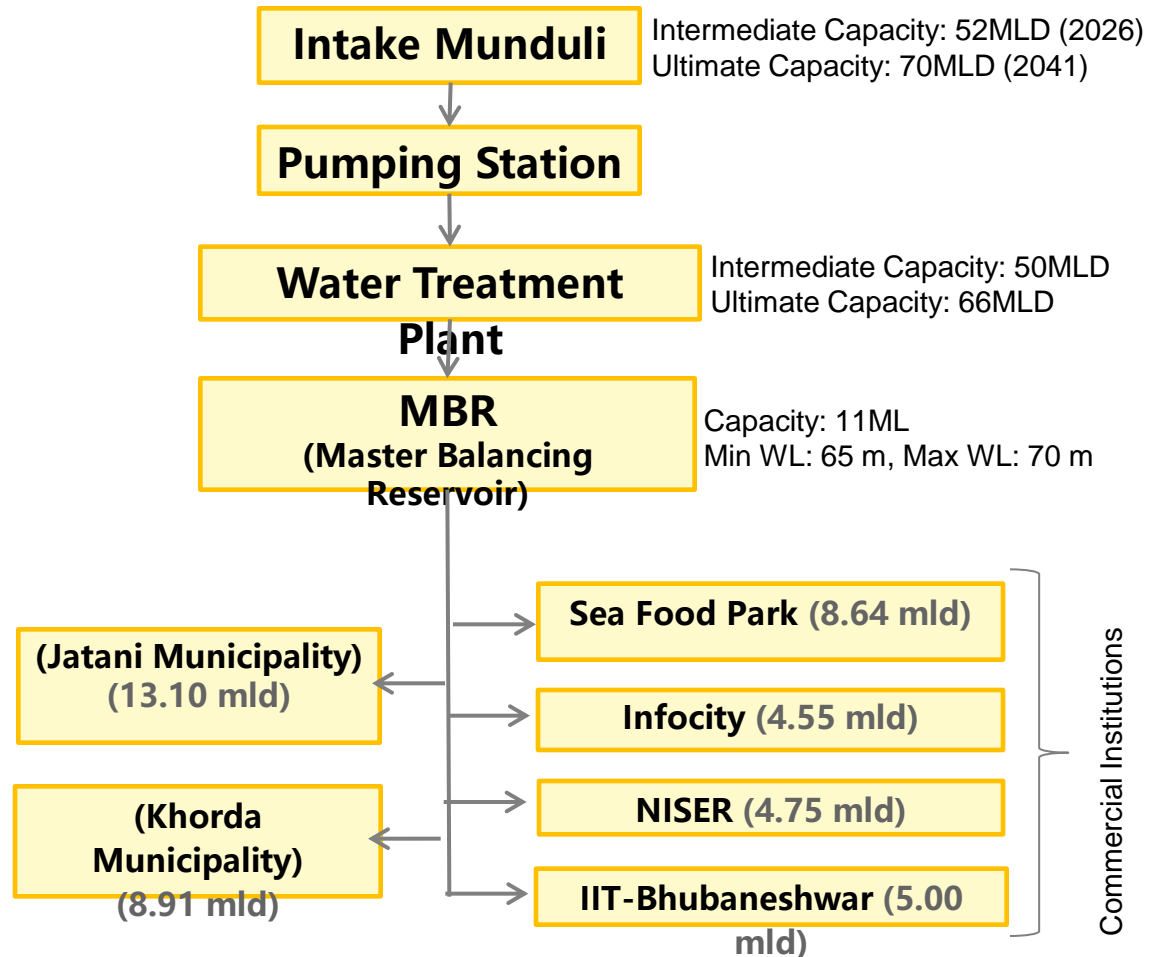 Intake Munduli
Intermediate Capacity: 52MLD (2026)
Ultimate Capacity: 70MLD (2041)
Pumping Station
Water Treatment
Plant
Intermediate Capacity: 50MLD
Ultimate Capacity: 66MLD
MBR
(Master Balancing
Reservoir)
Capacity: 11ML
Min WL: 65 m, Max WL: 70 m
(Jatani Municipality)
(13.10 mld)
(Khorda
Municipality)
(8.91 mld)
Sea Food Park (8.64 mld)
Infocity (4.55 mld)
NISER (4.75 mld)
IIT-Bhubaneshwar (5.00
mld)
Commercial Institutions